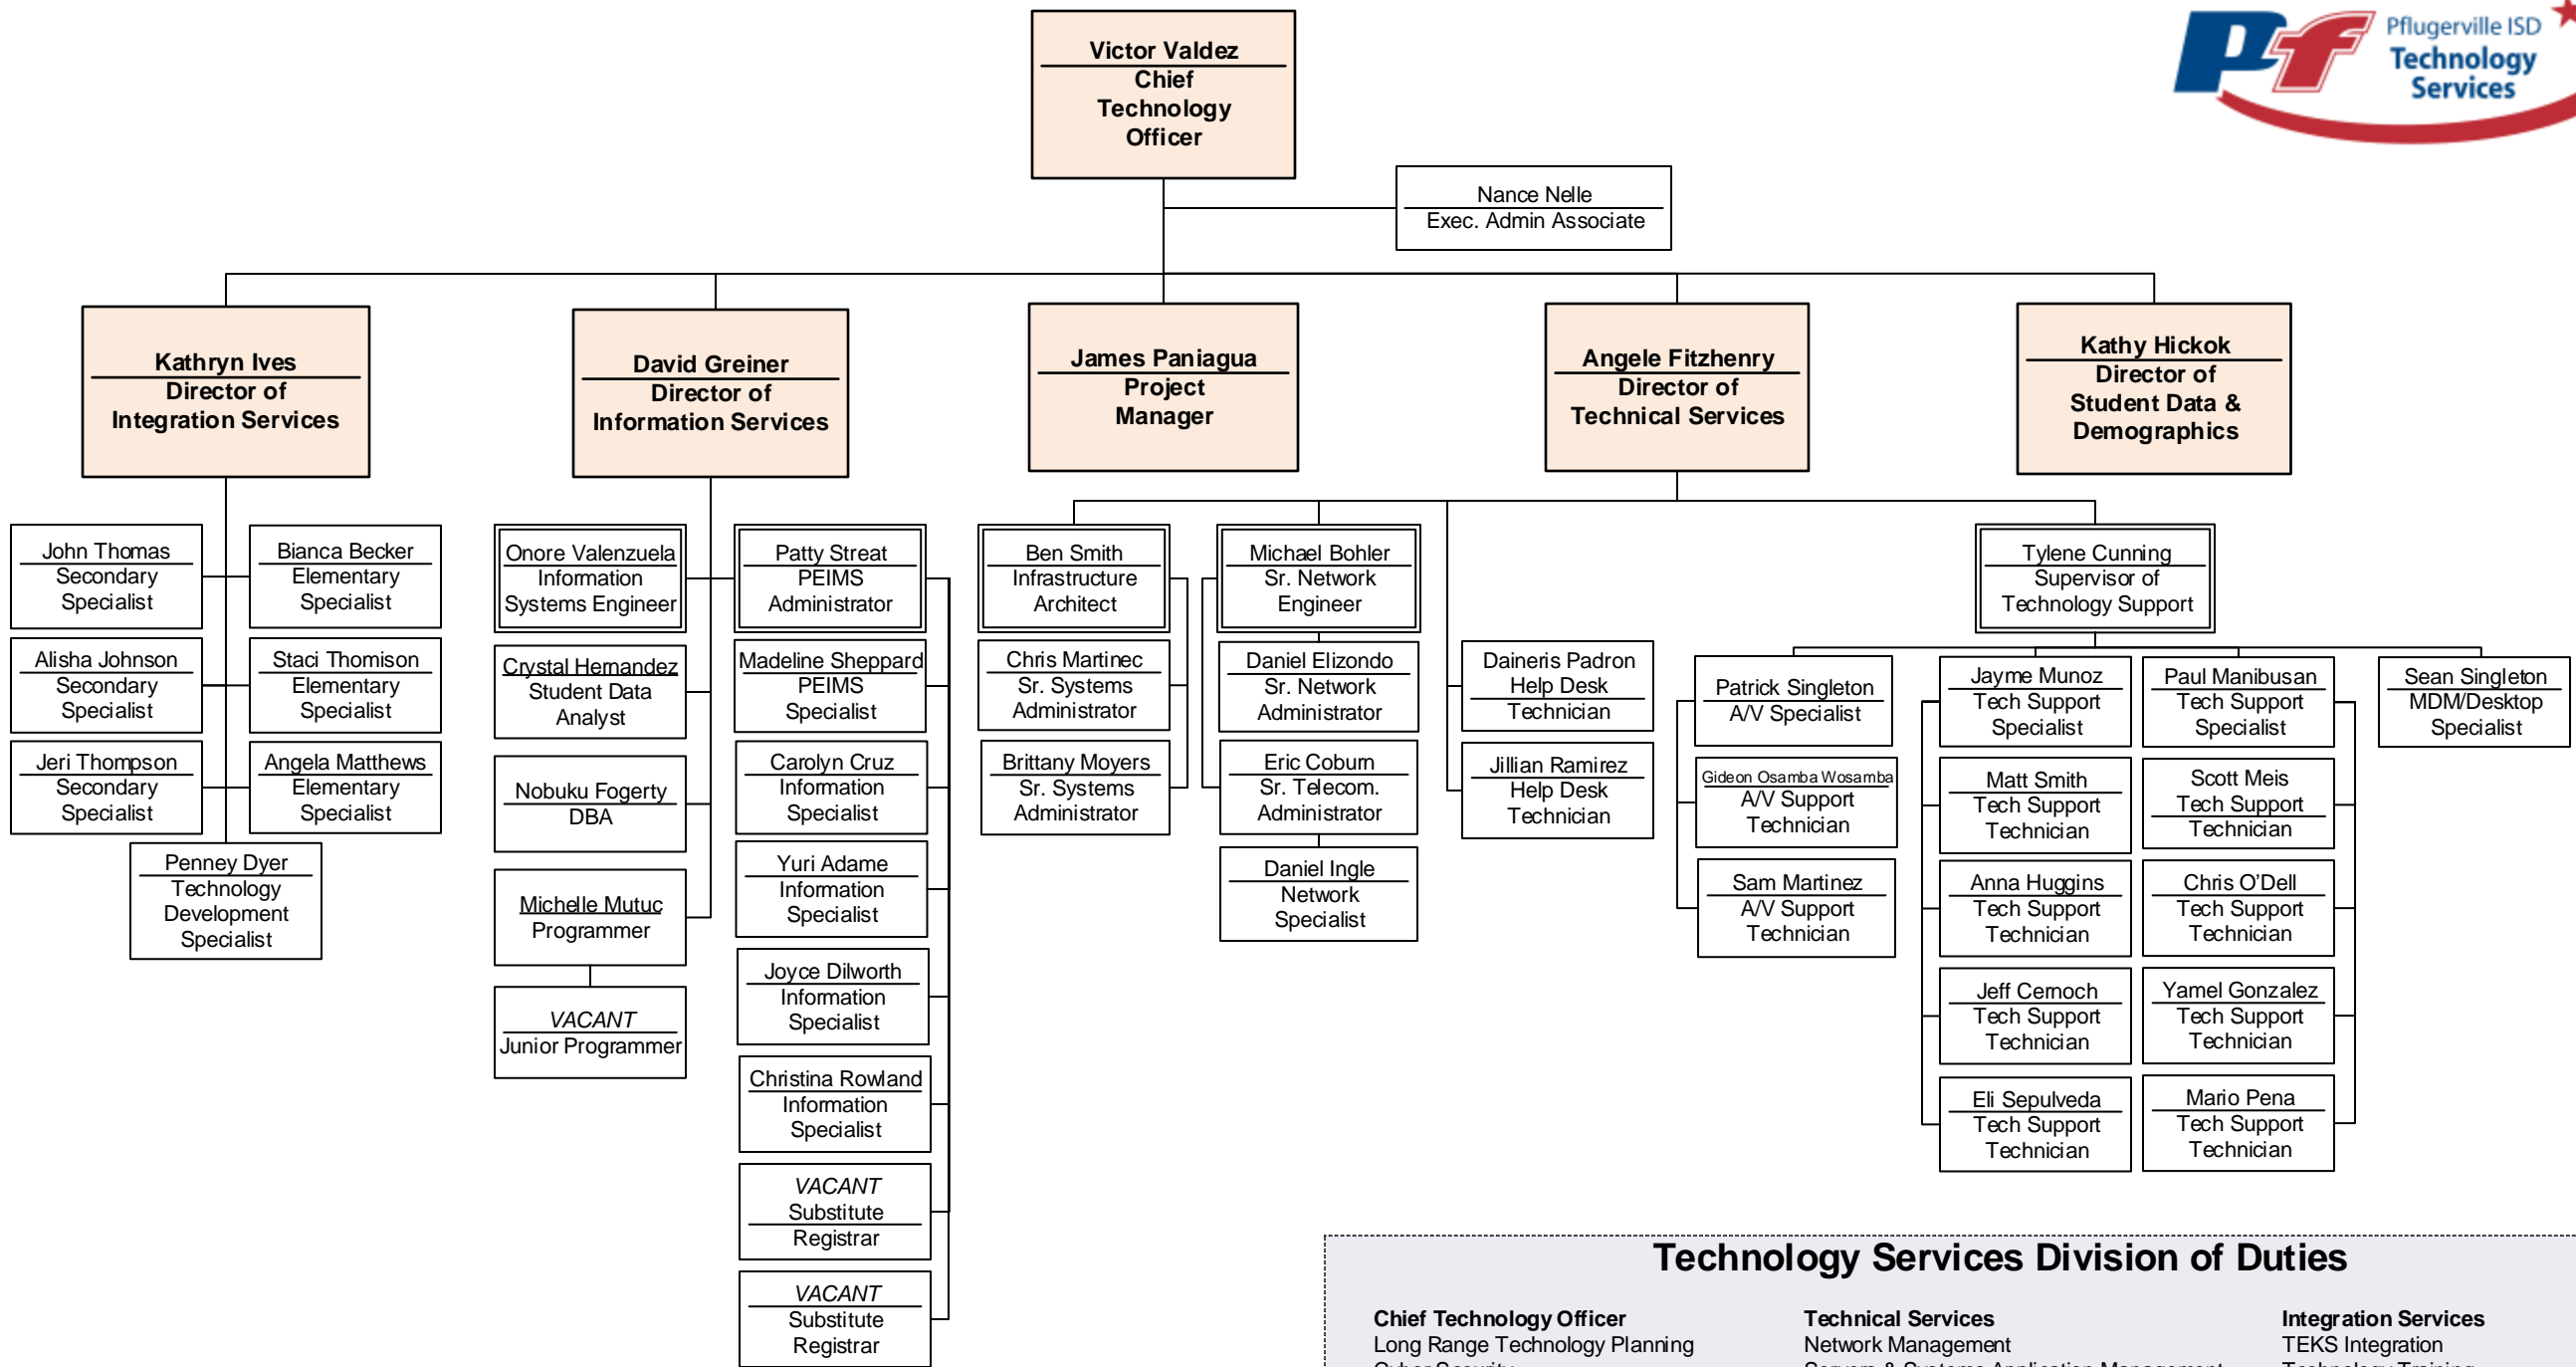 Pflugerville ISD
Technology
Services
Victor Valdez
Chief
Technology
Officer
Nance Nelle
Exec. Admin Associate
Kathryn Ives
Director of
Integration Services
David Greiner
Director of
Information Services
James Paniagua
Project
Manager
Angele Fitzhenry
Director of
Technical Services
Kathy Hickok
Director of
Student Data &
Demographics
John Thomas
Secondary
Specialist
Bianca Becker
Elementary
Specialist
Alisha Johnson
Secondary
Specialist
Staci Thomison
Elementary
Specialist
Jeri Thompson
Secondary
Specialist
Angela Matthews
Elementary
Specialist
Penney Dyer
Technology
Development
Specialist
Onore Valenzuela
Information
Systems Engineer
Crystal Hernandez
Student Data
Analyst
Nobuku Fogerty
DBA
Michelle Mutuc
Programmer
VACANT
Junior Programmer
Patty Streat
PEIMS
Administrator
Madeline Sheppard
PEIMS
Specialist
Carolyn Cruz
Information
Specialist
Yuri Adame
Information
Specialist
Joyce Dilworth
Information
Specialist
Christina Rowland
Information
Specialist
VACANT
Substitute
Registrar
VACANT
Substitute
Registrar
Ben Smith
Infrastructure
Architect
Chris Martinec
Sr. Systems
Administrator
Brittany Moyers
Sr. Systems
Administrator
Michael Bohler
Sr. Network
Engineer
Daniel Elizondo
Sr. Network
Administrator
Eric Coburn
Sr. Telecom.
Administrator
Daniel Ingle
Network
Specialist
Daineris Padron
Help Desk
Technician
Jillian Ramirez
Help Desk
Technician
Tylene Cunning
Supervisor of
Technology Support
Patrick Singleton
A/V Specialist
Gideon Osamba Wosamba
A/V Support
Technician
Sam Martinez
A/V Support
Technician
Jayme Munoz
Tech Support
Specialist
Matt Smith
Tech Support
Technician
Anna Huggins
Tech Support
Technician
Jeff Cernoch
Tech Support
Technician
Eli Sepulveda
Tech Support
Technician
Paul Manibusan
Tech Support
Specialist
Scott Meis
Tech Support
Technician
Chris O'Dell
Tech Support
Technician
Yamel Gonzalez
Tech Support
Technician
Mario Pena
Tech Support
Technician
Sean Singleton
MDM/Desktop
Specialist
Technology Services Division of Duties
Chief Technology Officer
Long Range Technology Planning
Technical Services
Network Management
Integration Services
TEKS Integration